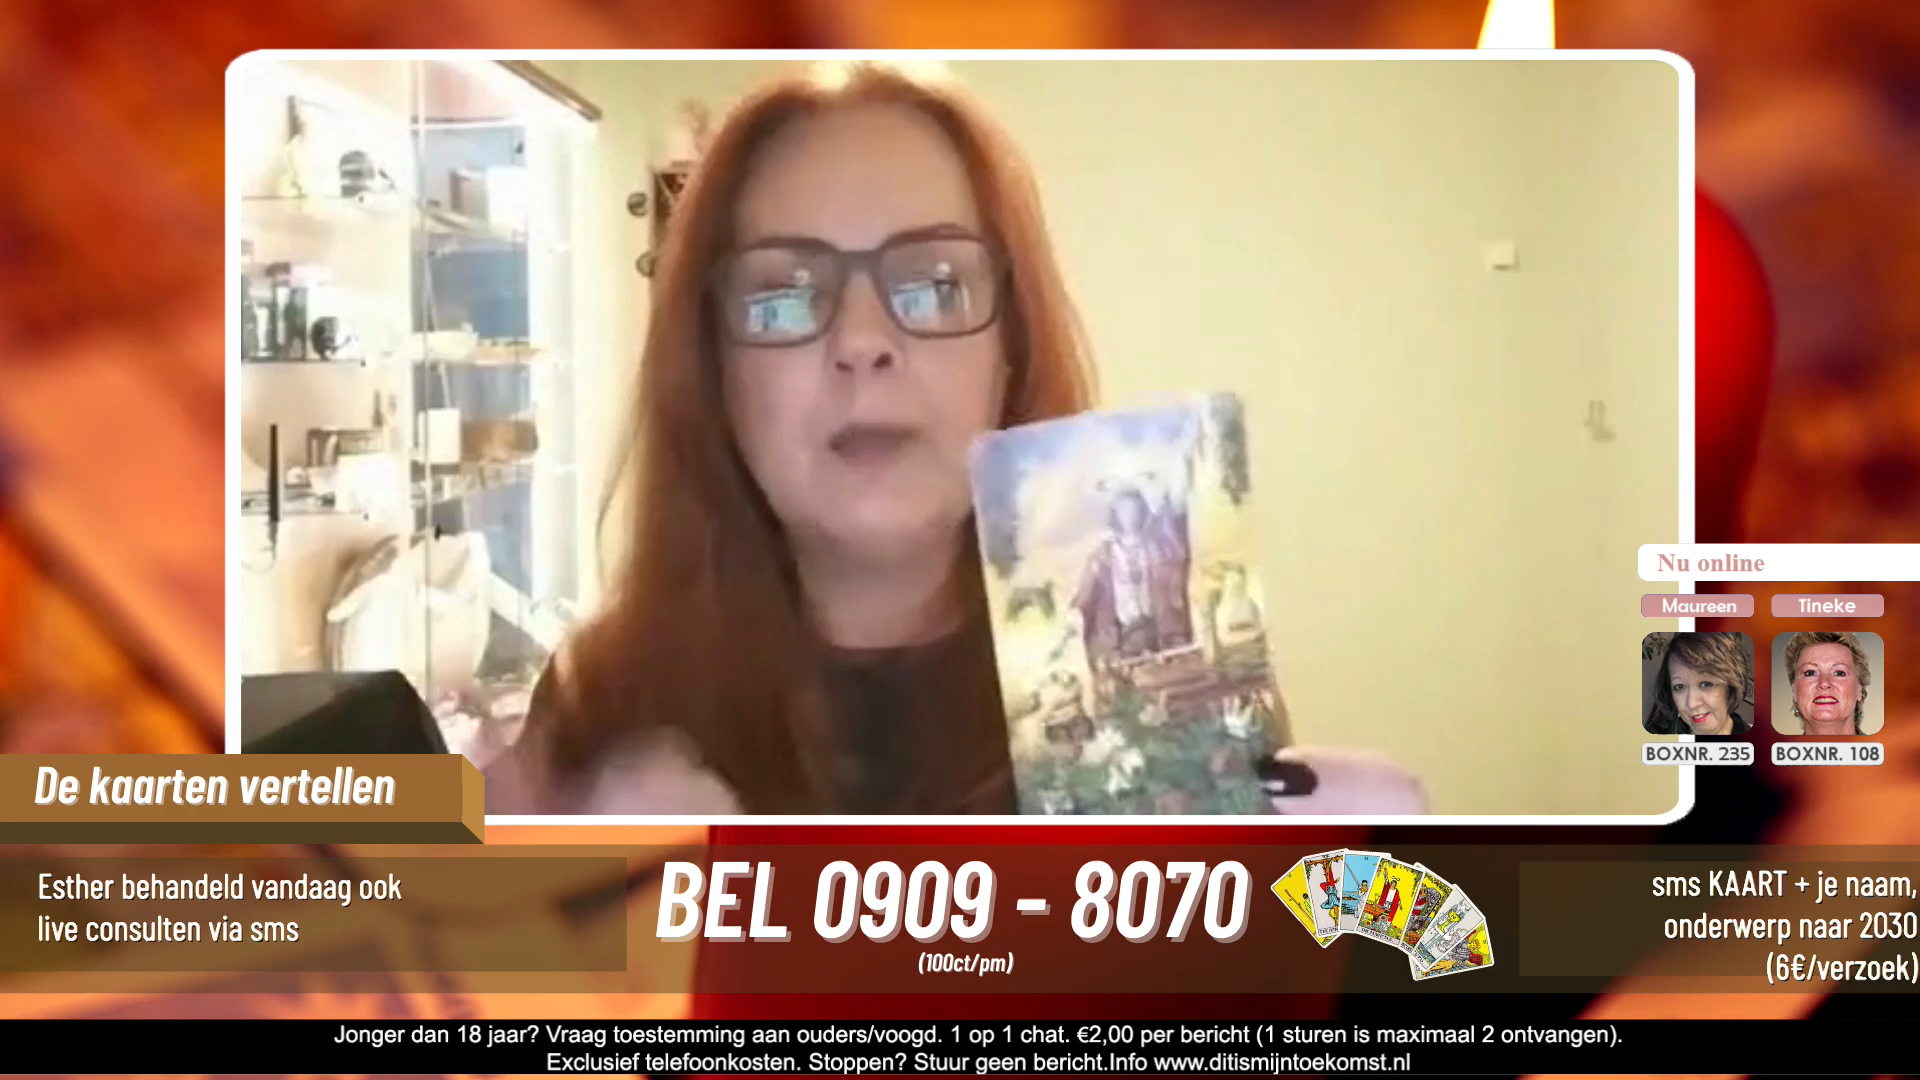 Nu online
Maureen
Tineke
BOXNR. 235
BOXNR. 108
De kaarten vertellen
Esther behandeld vandaag ook
live consulten via sms
BEL 0909 - 8070
(100ct/pm)
sms KAART + je naam,
onderwerp naar 2030
(6€/verzoek)
Jonger dan 18 jaar? Vraag toestemming aan ouders/voogd. 1 op 1 chat. €2,00 per bericht (1 sturen is maximaal 2 ontvangen).
Exclusief telefoonkosten. Stoppen? Stuur geen bericht.Info www.ditismijntoekomst.nl